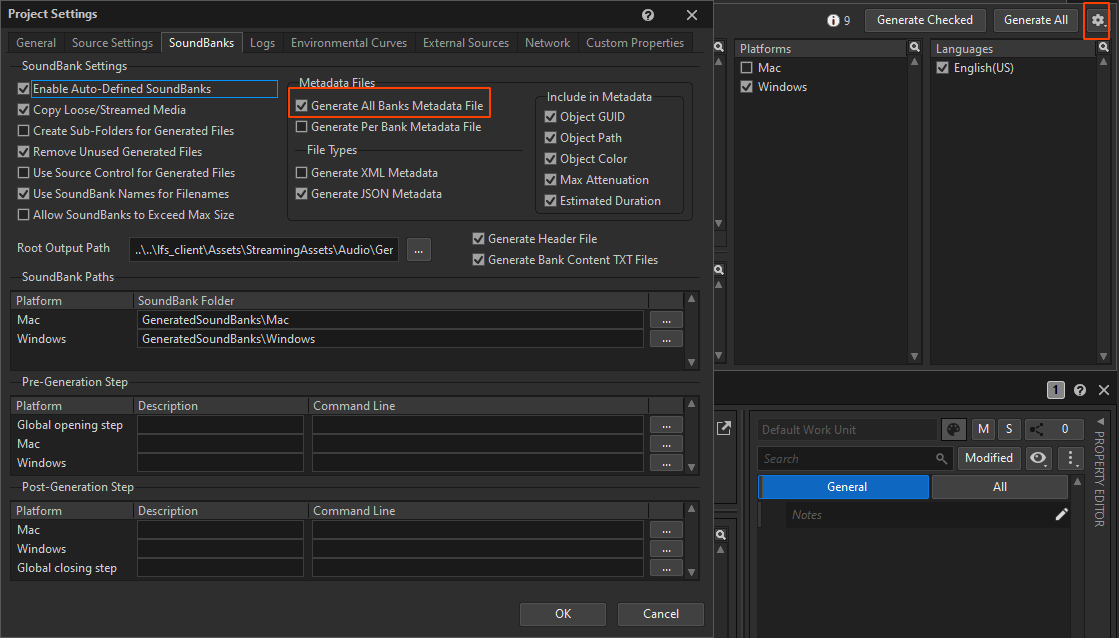 Project Settings
General
Source Settings
SoundBanks
Logs
Environmental Curves
External Sources
Network
Custom Properties
SoundBank Settings
Enable Auto-Defined SoundBanks
Copy Loose/Streamed Media
Create Sub-Folders for Generated Files
Remove Unused Generated Files
Use Source Control for Generated Files
Use SoundBank Names for Filenames
Allow SoundBanks to Exceed Max Size
Metadata Files
Generate All Banks Metadata File
Generate Per Bank Metadata File
File Types
Generate XML Metadata
Generate JSON Metadata
Include in Metadata
Object GUID
Object Path
Object Color
Max Attenuation
Estimated Duration
Root Output Path
..\..\lfs_client\Assets\StreamingAssets\Audio\Ger
...
Generate Header File
Generate Bank Content TXT Files
SoundBank Paths
Platform SoundBank Folder
Mac GeneratedSoundBanks\Mac ...
Windows GeneratedSoundBanks\Windows ...
Pre-Generation Step
Platform Description Command Line
Global opening step ...
Mac ...
Windows ...
Post-Generation Step
Platform Description Command Line
Mac ...
Windows ...
Global closing step ...
OK
Cancel
9
Generate Checked
Generate All
Platforms
Mac
Windows
Languages
English(US)
1
Default Work Unit
M
S
0
Search
Modified
General
All
Notes
PROPERTY EDITOR